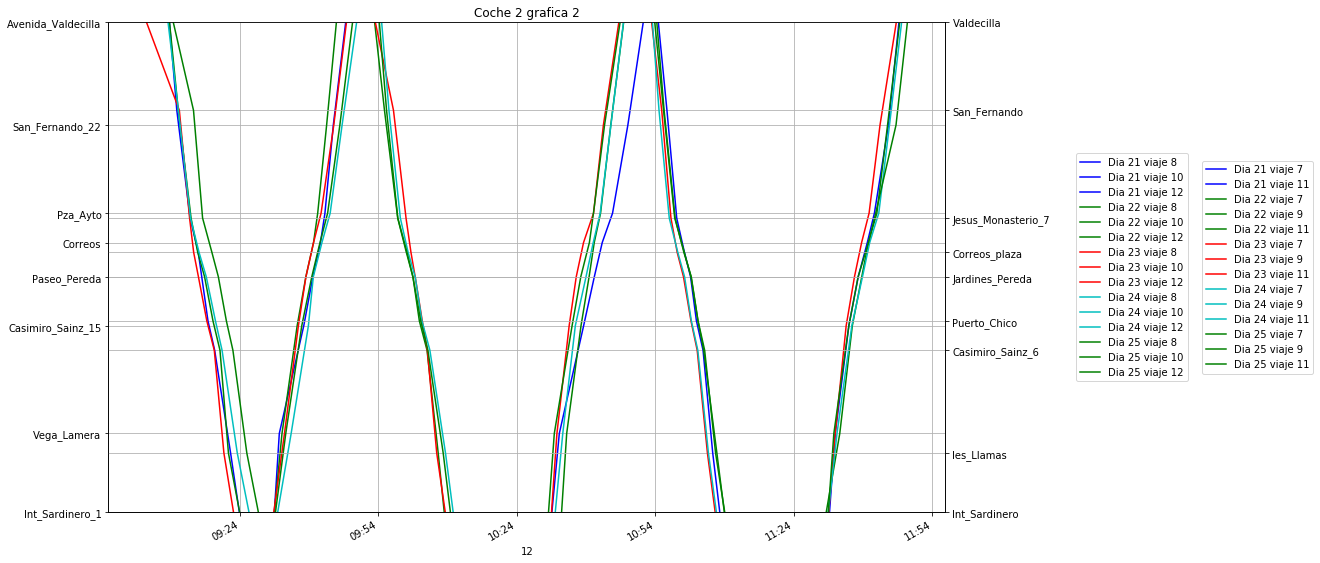 Coche 2 grafica 2
Avenida_Valdecilla
San_Fernando_22
Pza_Ayto
Correos
Paseo_Pereda
Casimiro_Sainz_15
Vega_Lamera
Int_Sardinero_1
Valdecilla
San_Fernando
Jesus_Monasterio_7
Correos_plaza
Jardines_Pereda
Puerto_Chico
Casimiro_Sainz_6
Ies_Llamas
Int_Sardinero
09:24
09:54
10:24
10:54
11:24
11:54
12
Dia 21 viaje 8
Dia 21 viaje 10
Dia 21 viaje 12
Dia 22 viaje 8
Dia 22 viaje 10
Dia 22 viaje 12
Dia 23 viaje 8
Dia 23 viaje 10
Dia 23 viaje 12
Dia 24 viaje 8
Dia 24 viaje 10
Dia 24 viaje 12
Dia 25 viaje 8
Dia 25 viaje 10
Dia 25 viaje 12
Dia 21 viaje 7
Dia 21 viaje 11
Dia 22 viaje 7
Dia 22 viaje 9
Dia 22 viaje 11
Dia 23 viaje 7
Dia 23 viaje 9
Dia 23 viaje 11
Dia 24 viaje 7
Dia 24 viaje 9
Dia 24 viaje 11
Dia 25 viaje 7
Dia 25 viaje 9
Dia 25 viaje 11